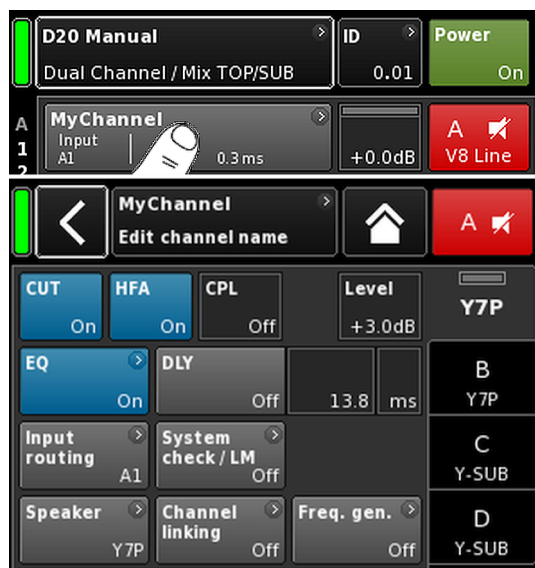 D20 Manual
Dual Channel / Mix TOP/SUB
ID
0.01
Power
On
A
1
2
MyChannel
Input
A1
0.3 ms
+0.0dB
A
V8 Line
MyChannel
Edit channel name
A
CUT
On
HFA
On
CPL
Off
Level
+3.0dB
Y7P
EQ
On
DLY
Off
13.8
ms
B
Y7P
Input
routing
A1
System
check / LM
Off
C
Y-SUB
Speaker
Y7P
Channel
linking
Off
Freq. gen.
Off
D
Y-SUB